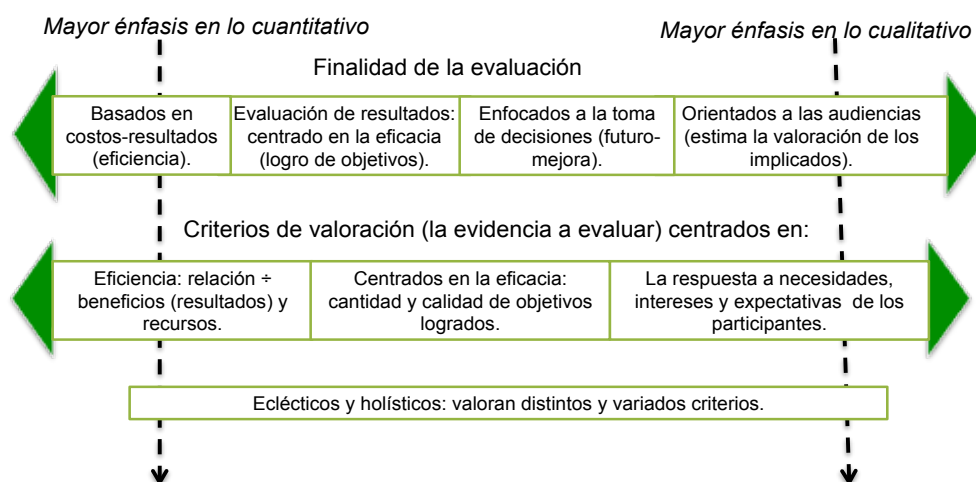 Mayor énfasis en lo cuantitativo
Mayor énfasis en lo cualitativo
Finalidad de la evaluación
Basados en
costos-resultados
(eficiencia).
Evaluación de resultados:
centrado en la eficacia
(logro de objetivos).
Enfocados a la toma
de decisiones (futuro-
mejora).
Orientados a las audiencias
(estima la valoración de los
implicados).
Criterios de valoración (la evidencia a evaluar) centrados en:
Eficiencia: relación ÷
beneficios (resultados) y
recursos.
Centrados en la eficacia:
cantidad y calidad de objetivos
logrados.
La respuesta a necesidades,
intereses y expectativas de los
participantes.
Eclécticos y holísticos: valoran distintos y variados criterios.